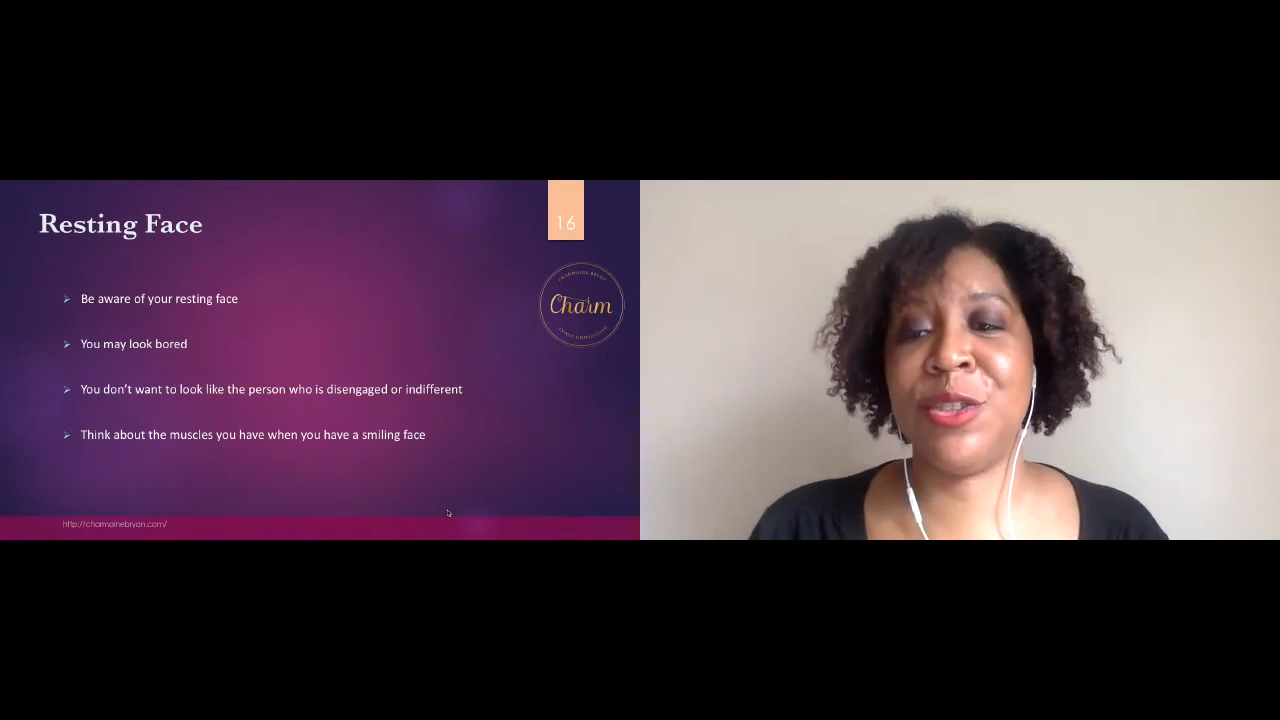 Resting Face
16
Be aware of your resting face
You may look bored
You don't want to look like the person who is disengaged or indifferent
Think about the muscles you have when you have a smiling face
CHARMAINE BRYAN
Charm
http://charmainebryan.com/